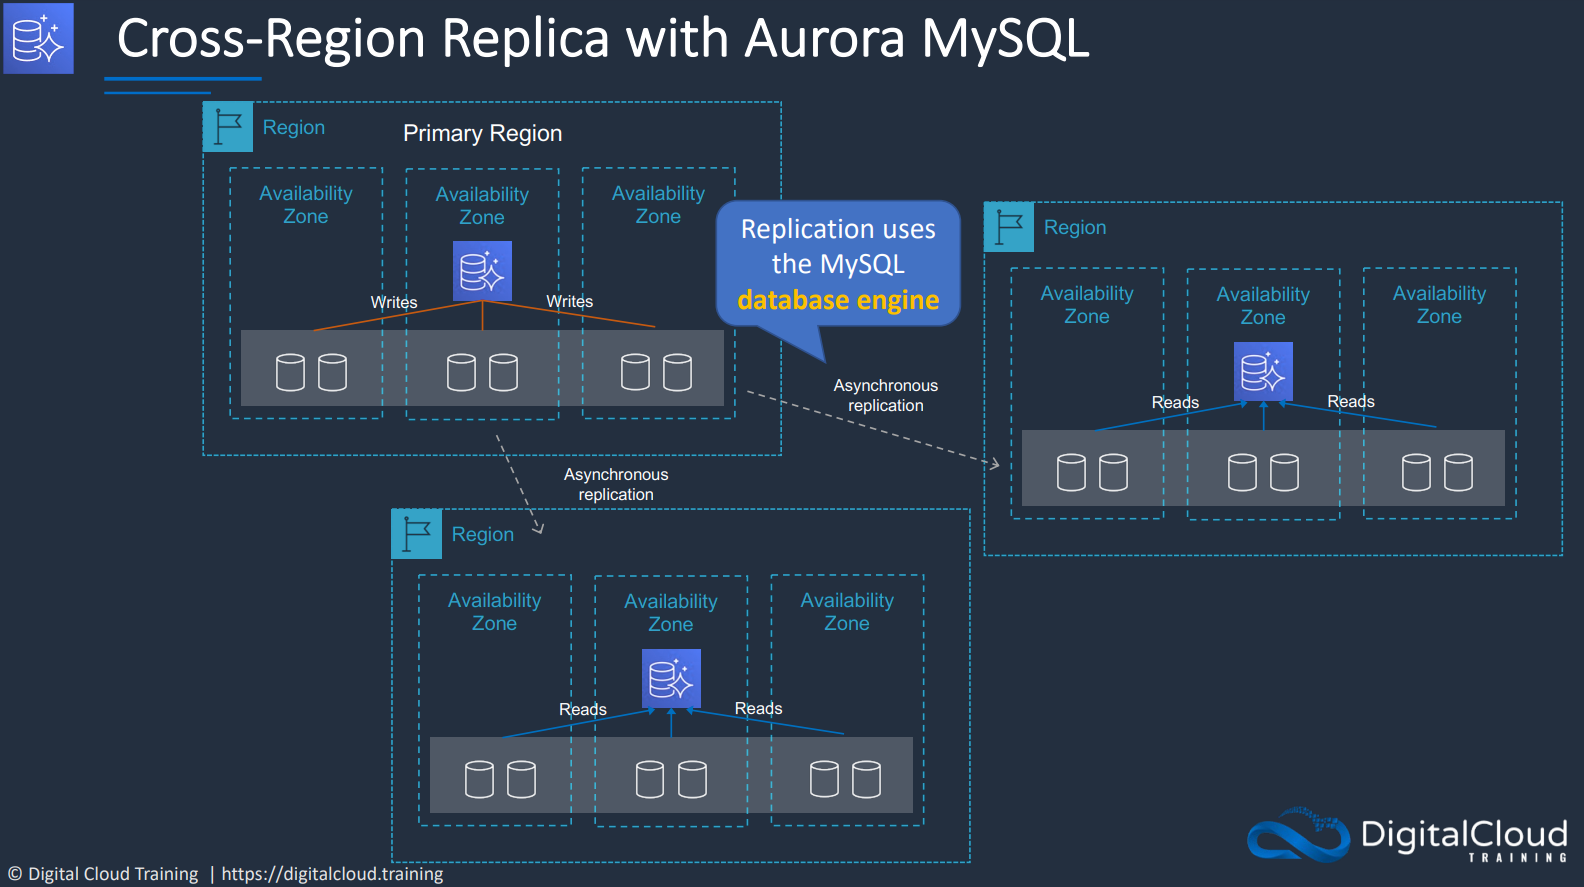 Cross-Region Replica with Aurora MySQL
Region
Primary Region
Availability
Zone
Availability
Zone
Availability
Zone
Writes
Writes
Replication uses
the MySQL
database engine
Asynchronous
replication
Asynchronous
replication
Region
Availability
Zone
Availability
Zone
Availability
Zone
Reads
Reads
Region
Availability
Zone
Availability
Zone
Availability
Zone
Reads
Reads
DigitalCloud
TRAINING
© Digital Cloud Training | https://digitalcloud.training